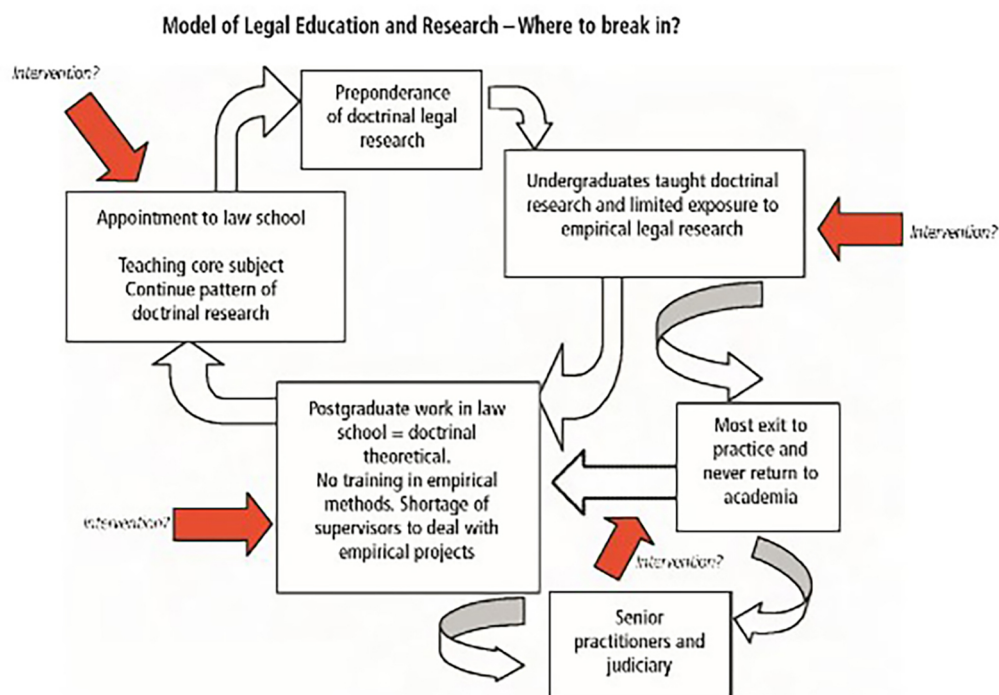 Model of Legal Education and Research – Where to break in?
Intervention?
Preponderance
of doctrinal legal
research
Undergraduates taught doctrinal
research and limited exposure to
empirical legal research
Intervention?
Appointment to law school
Teaching core subject
Continue pattern of
doctrinal research
Postgraduate work in law
school = doctrinal
theoretical.
No training in empirical
methods. Shortage of
supervisors to deal with
empirical projects
Most exit to
practice and
never return to
academia
Intervention?
Intervention?
Senior
practitioners and
judiciary